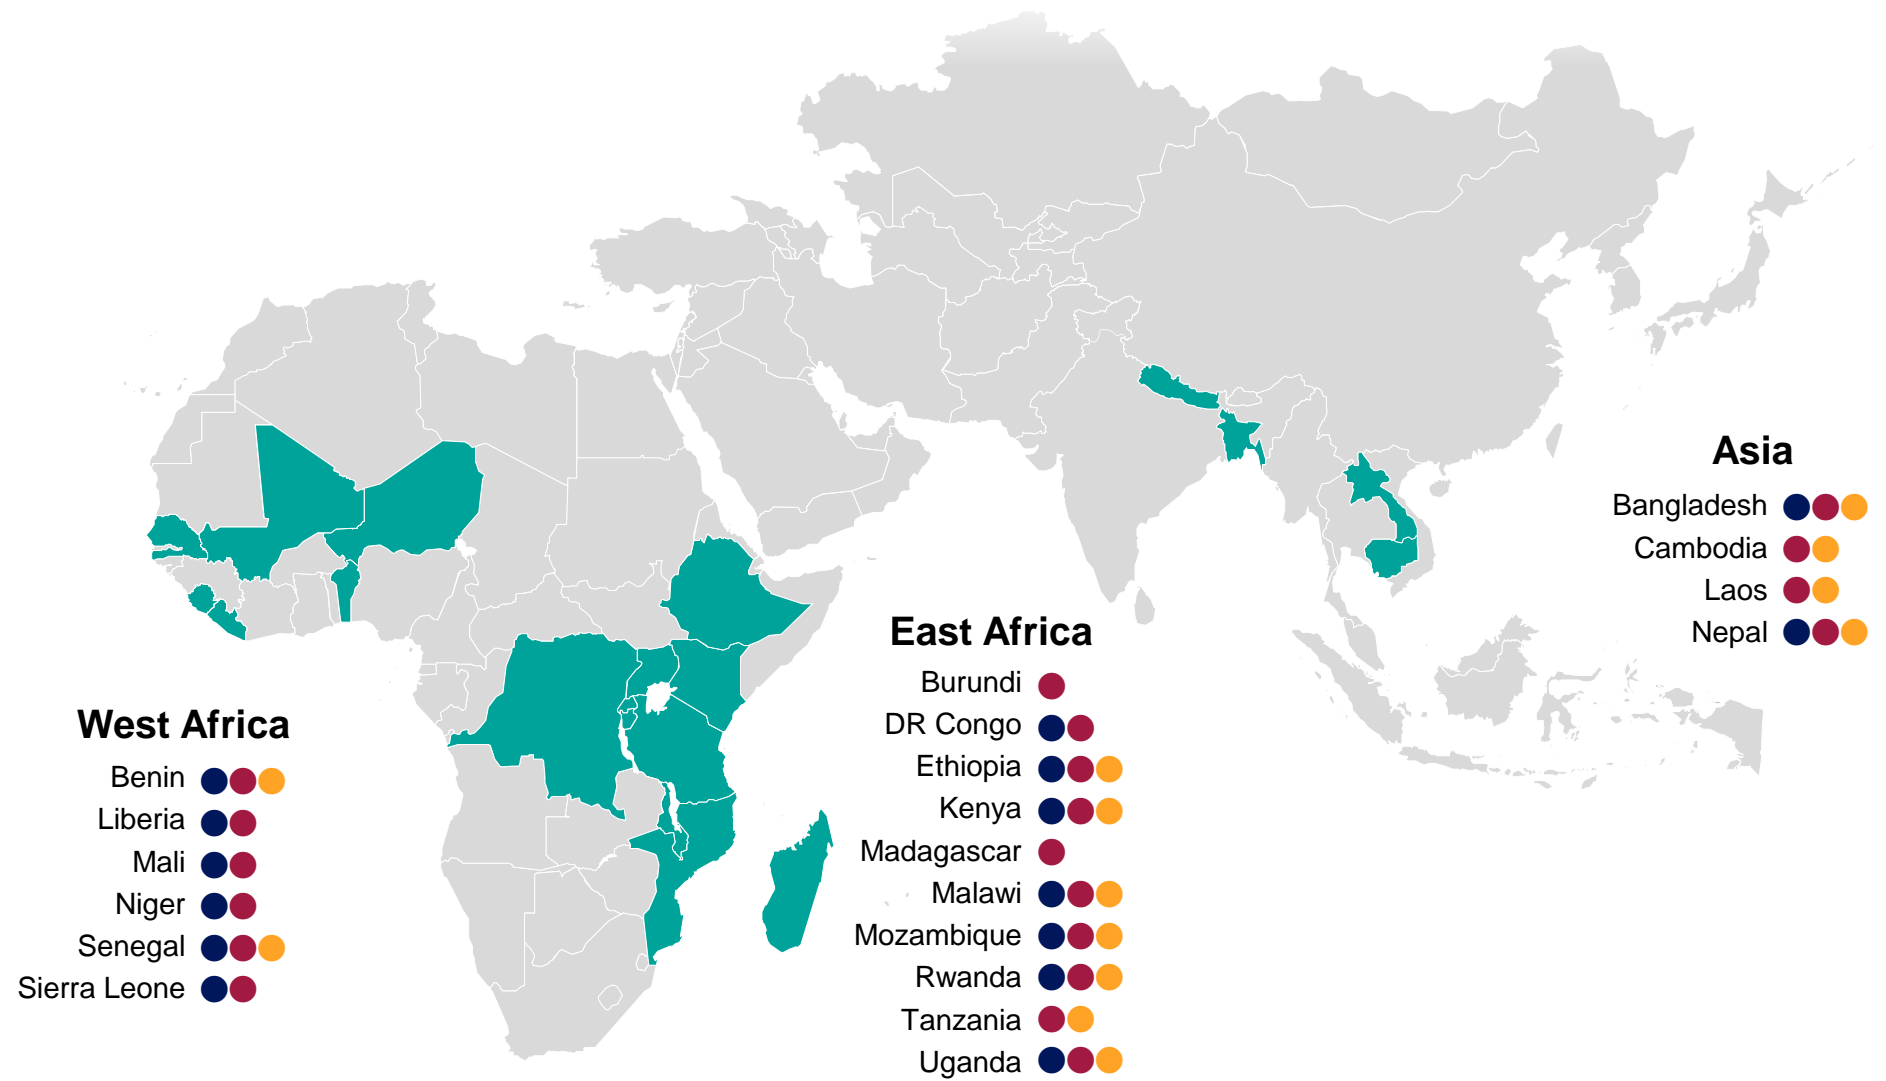 West Africa
Benin
Liberia
Mali
Niger
Senegal
Sierra Leone
East Africa
Burundi
DR Congo
Ethiopia
Kenya
Madagascar
Malawi
Mozambique
Rwanda
Tanzania
Uganda
Asia
Bangladesh
Cambodia
Laos
Nepal